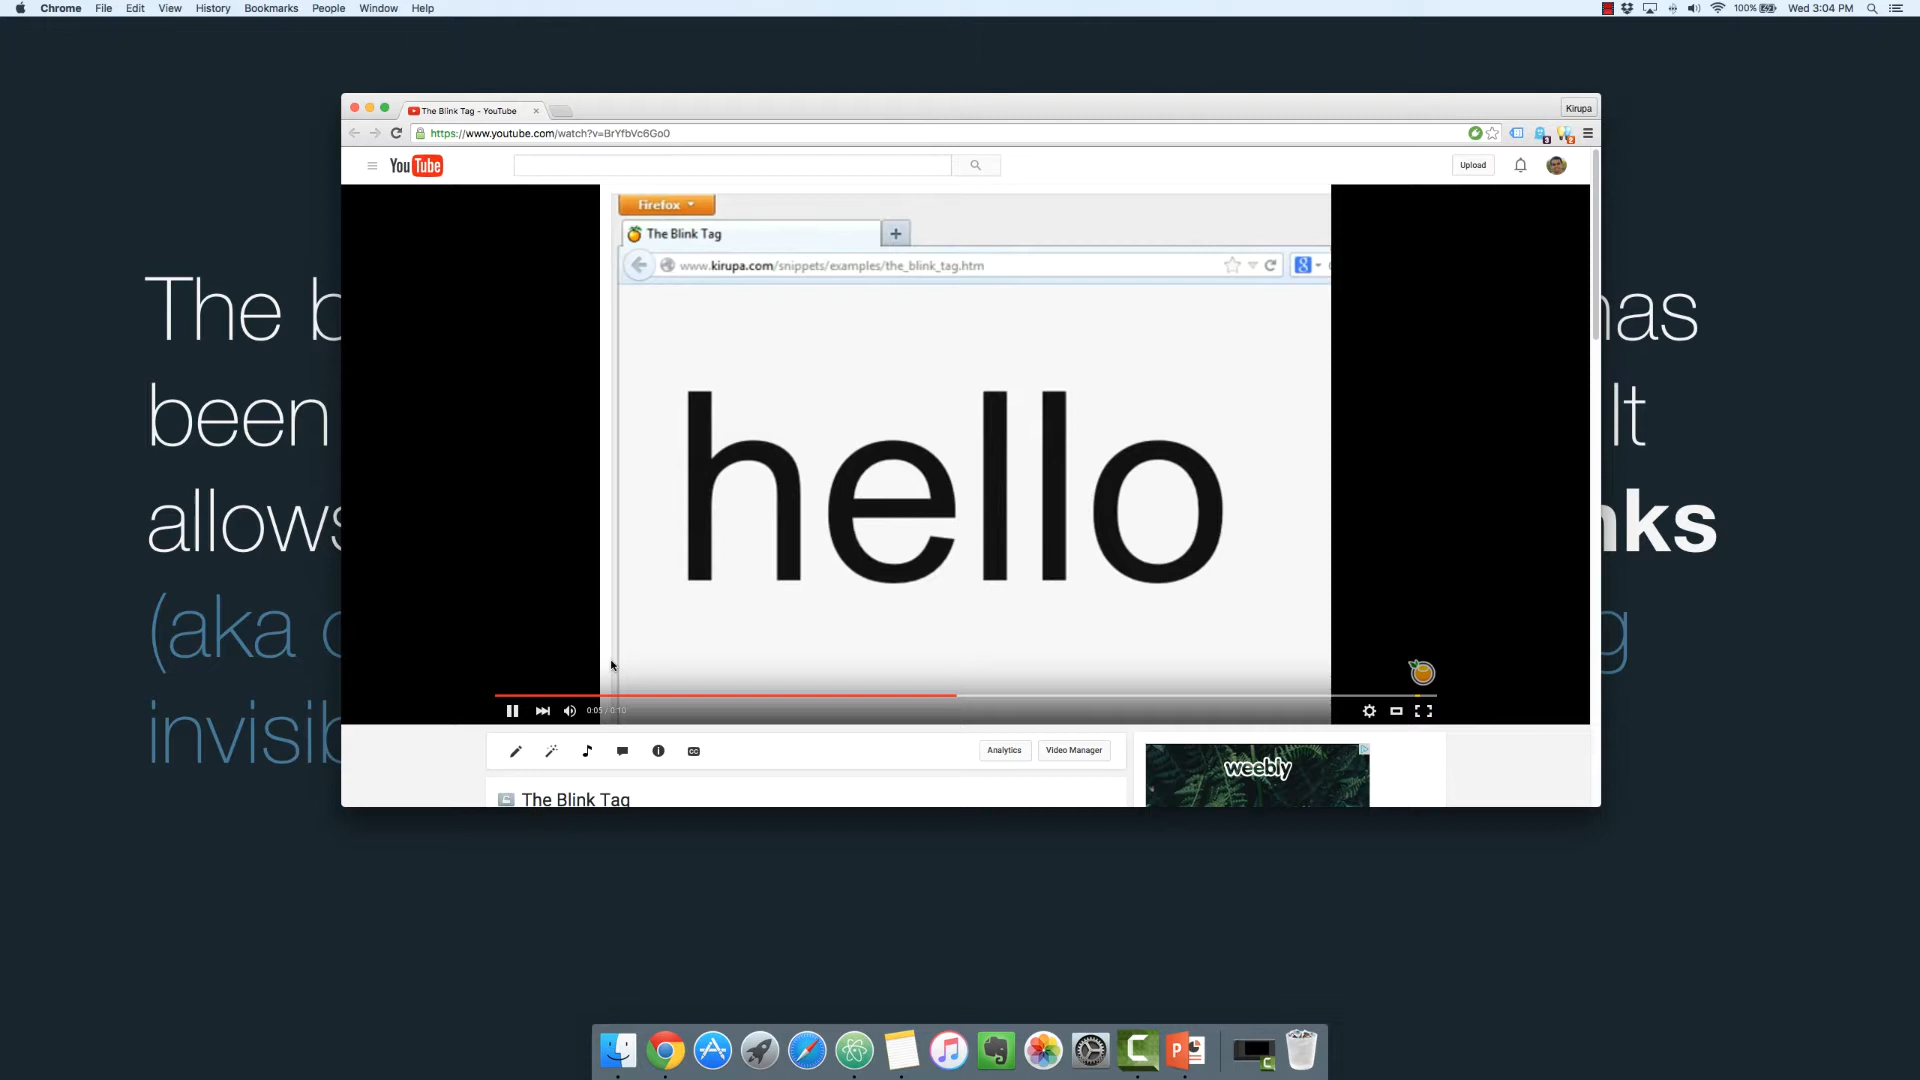 Chrome File Edit View History Bookmarks People Window Help 100% Wed 3:04 PM
The Blink Tag - YouTube Kirupa
https://www.youtube.com/watch?v=BrYfbVc6Go0
YouTube Upload
Firefox
The Blink Tag
www.kirupa.com/snippets/examples/the_blink_tag.htm
hello
0:05 / 0:10
Analytics Video Manager
weebly
The Blink Tag
The b has
been It
allows nks
(aka g
invisib